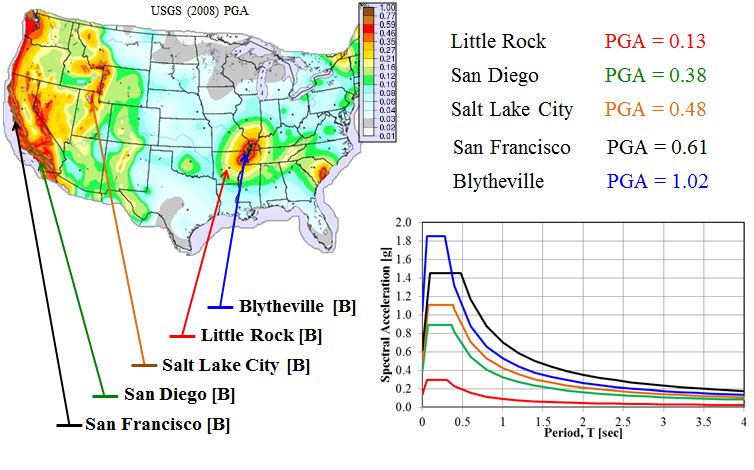 USGS (2008) PGA
1.00
0.77
0.59
0.46
0.35
0.27
0.21
0.16
0.12
0.10
0.08
0.06
0.04
0.03
0.02
0.01
Little Rock PGA = 0.13
San Diego PGA = 0.38
Salt Lake City PGA = 0.48
San Francisco PGA = 0.61
Blytheville PGA = 1.02
Blytheville [B]
Little Rock [B]
Salt Lake City [B]
San Diego [B]
San Francisco [B]
Spectral Acceleration [g]
2.0
1.8
1.6
1.4
1.2
1.0
0.8
0.6
0.4
0.2
0.0
0 0.5 1 1.5 2 2.5 3 3.5 4
Period, T [sec]